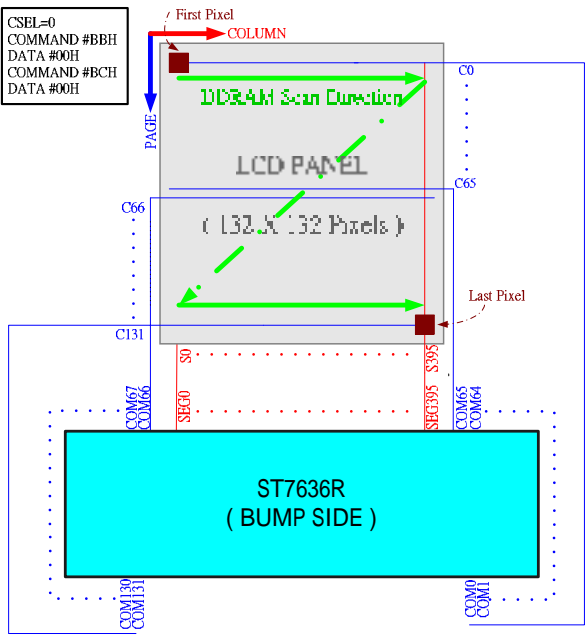 CSEL=0
COMMAND #BBH
DATA #00H
COMMAND #BCH
DATA #00H
First Pixel
COLUMN
PAGE
C0
DDRAM Scan Direction
LCD PANEL
C65
C66
( 132 X 132 Pixels )
Last Pixel
C131
S0
S395
COM67
COM66
SEG0
SEG395
COM65
COM64
ST7636R
( BUMP SIDE )
COM130
COM131
COM0
COM1